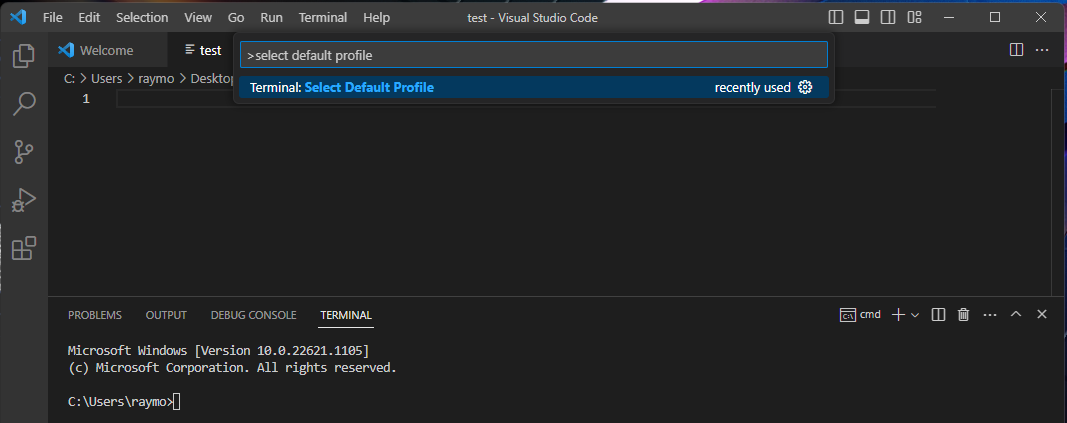 File Edit Selection View Go Run Terminal Help test - Visual Studio Code
Welcome test
>select default profile
C: > Users > raymo > Desktop
Terminal: Select Default Profile recently used
1
PROBLEMS OUTPUT DEBUG CONSOLE TERMINAL cmd
Microsoft Windows [Version 10.0.22621.1105]
(c) Microsoft Corporation. All rights reserved.
C:\Users\raymo>